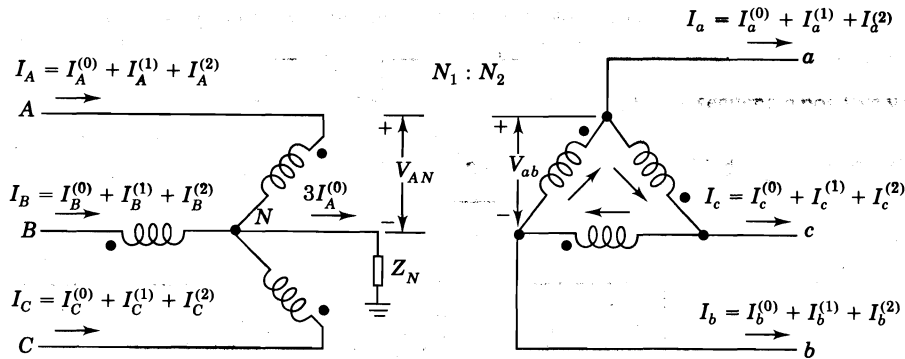 I_a = I_a^(0) + I_a^(1) + I_a^(2)
a
I_A = I_A^(0) + I_A^(1) + I_A^(2)
A
N_1 : N_2
+
V_AN
−
+
V_ab
−
I_B = I_B^(0) + I_B^(1) + I_B^(2)
B
N
3I_A^(0)
Z_N
I_c = I_c^(0) + I_c^(1) + I_c^(2)
c
I_C = I_C^(0) + I_C^(1) + I_C^(2)
C
I_b = I_b^(0) + I_b^(1) + I_b^(2)
b